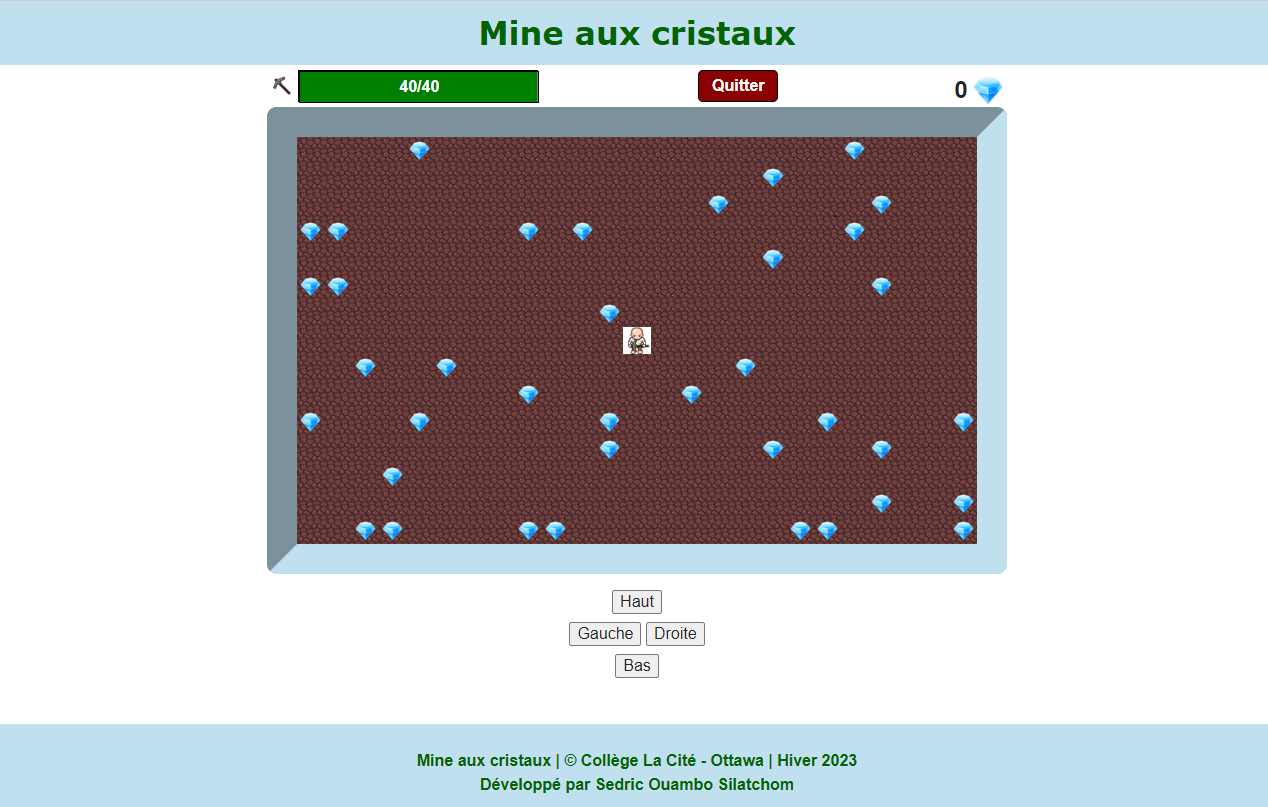 Mine aux cristaux
40/40
Quitter
0
Haut
Gauche Droite
Bas
Mine aux cristaux | © Collège La Cité - Ottawa | Hiver 2023
Développé par Sedric Ouambo Silatchom